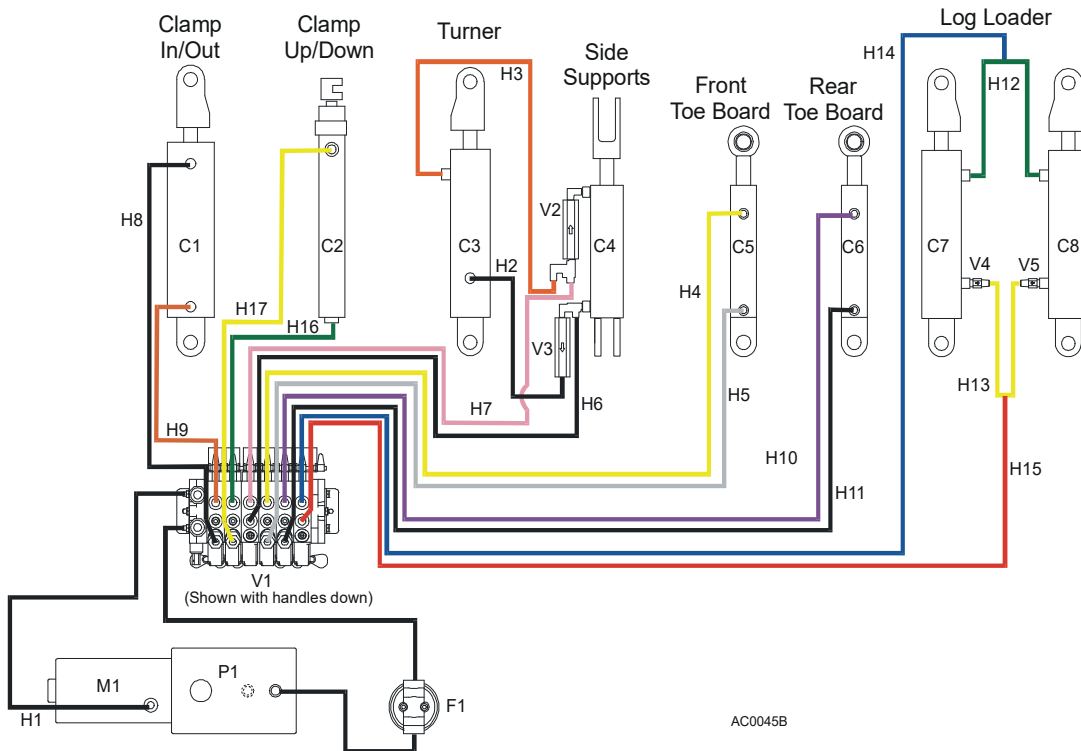 Clamp
In/Out
Clamp
Up/Down
Turner
Side
Supports
Front
Toe Board
Rear
Toe Board
Log Loader
H14
H3
H12
H8
V2
C1
C2
C3
C4
C5
C6
C7
C8
H2
V4
V5
H4
H17
H16
V3
H13
H5
H7
H6
H9
H10
H15
H11
V1
(Shown with handles down)
M1
P1
F1
H1
AC0045B